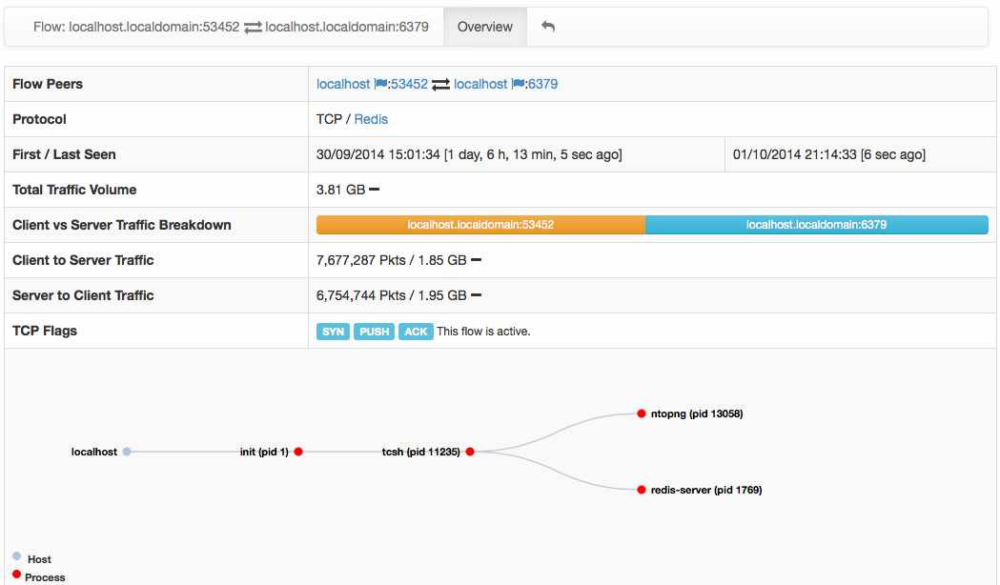 Flow: localhost.localdomain:53452 localhost.localdomain:6379 Overview
Flow Peers localhost :53452 localhost :6379
Protocol TCP / Redis
First / Last Seen 30/09/2014 15:01:34 [1 day, 6 h, 13 min, 5 sec ago] 01/10/2014 21:14:33 [6 sec ago]
Total Traffic Volume 3.81 GB
Client vs Server Traffic Breakdown localhost.localdomain:53452 localhost.localdomain:6379
Client to Server Traffic 7,677,287 Pkts / 1.85 GB
Server to Client Traffic 6,754,744 Pkts / 1.95 GB
TCP Flags SYN PUSH ACK This flow is active.
ntopng (pid 13058)
localhost init (pid 1) tcsh (pid 11235)
redis-server (pid 1769)
Host
Process